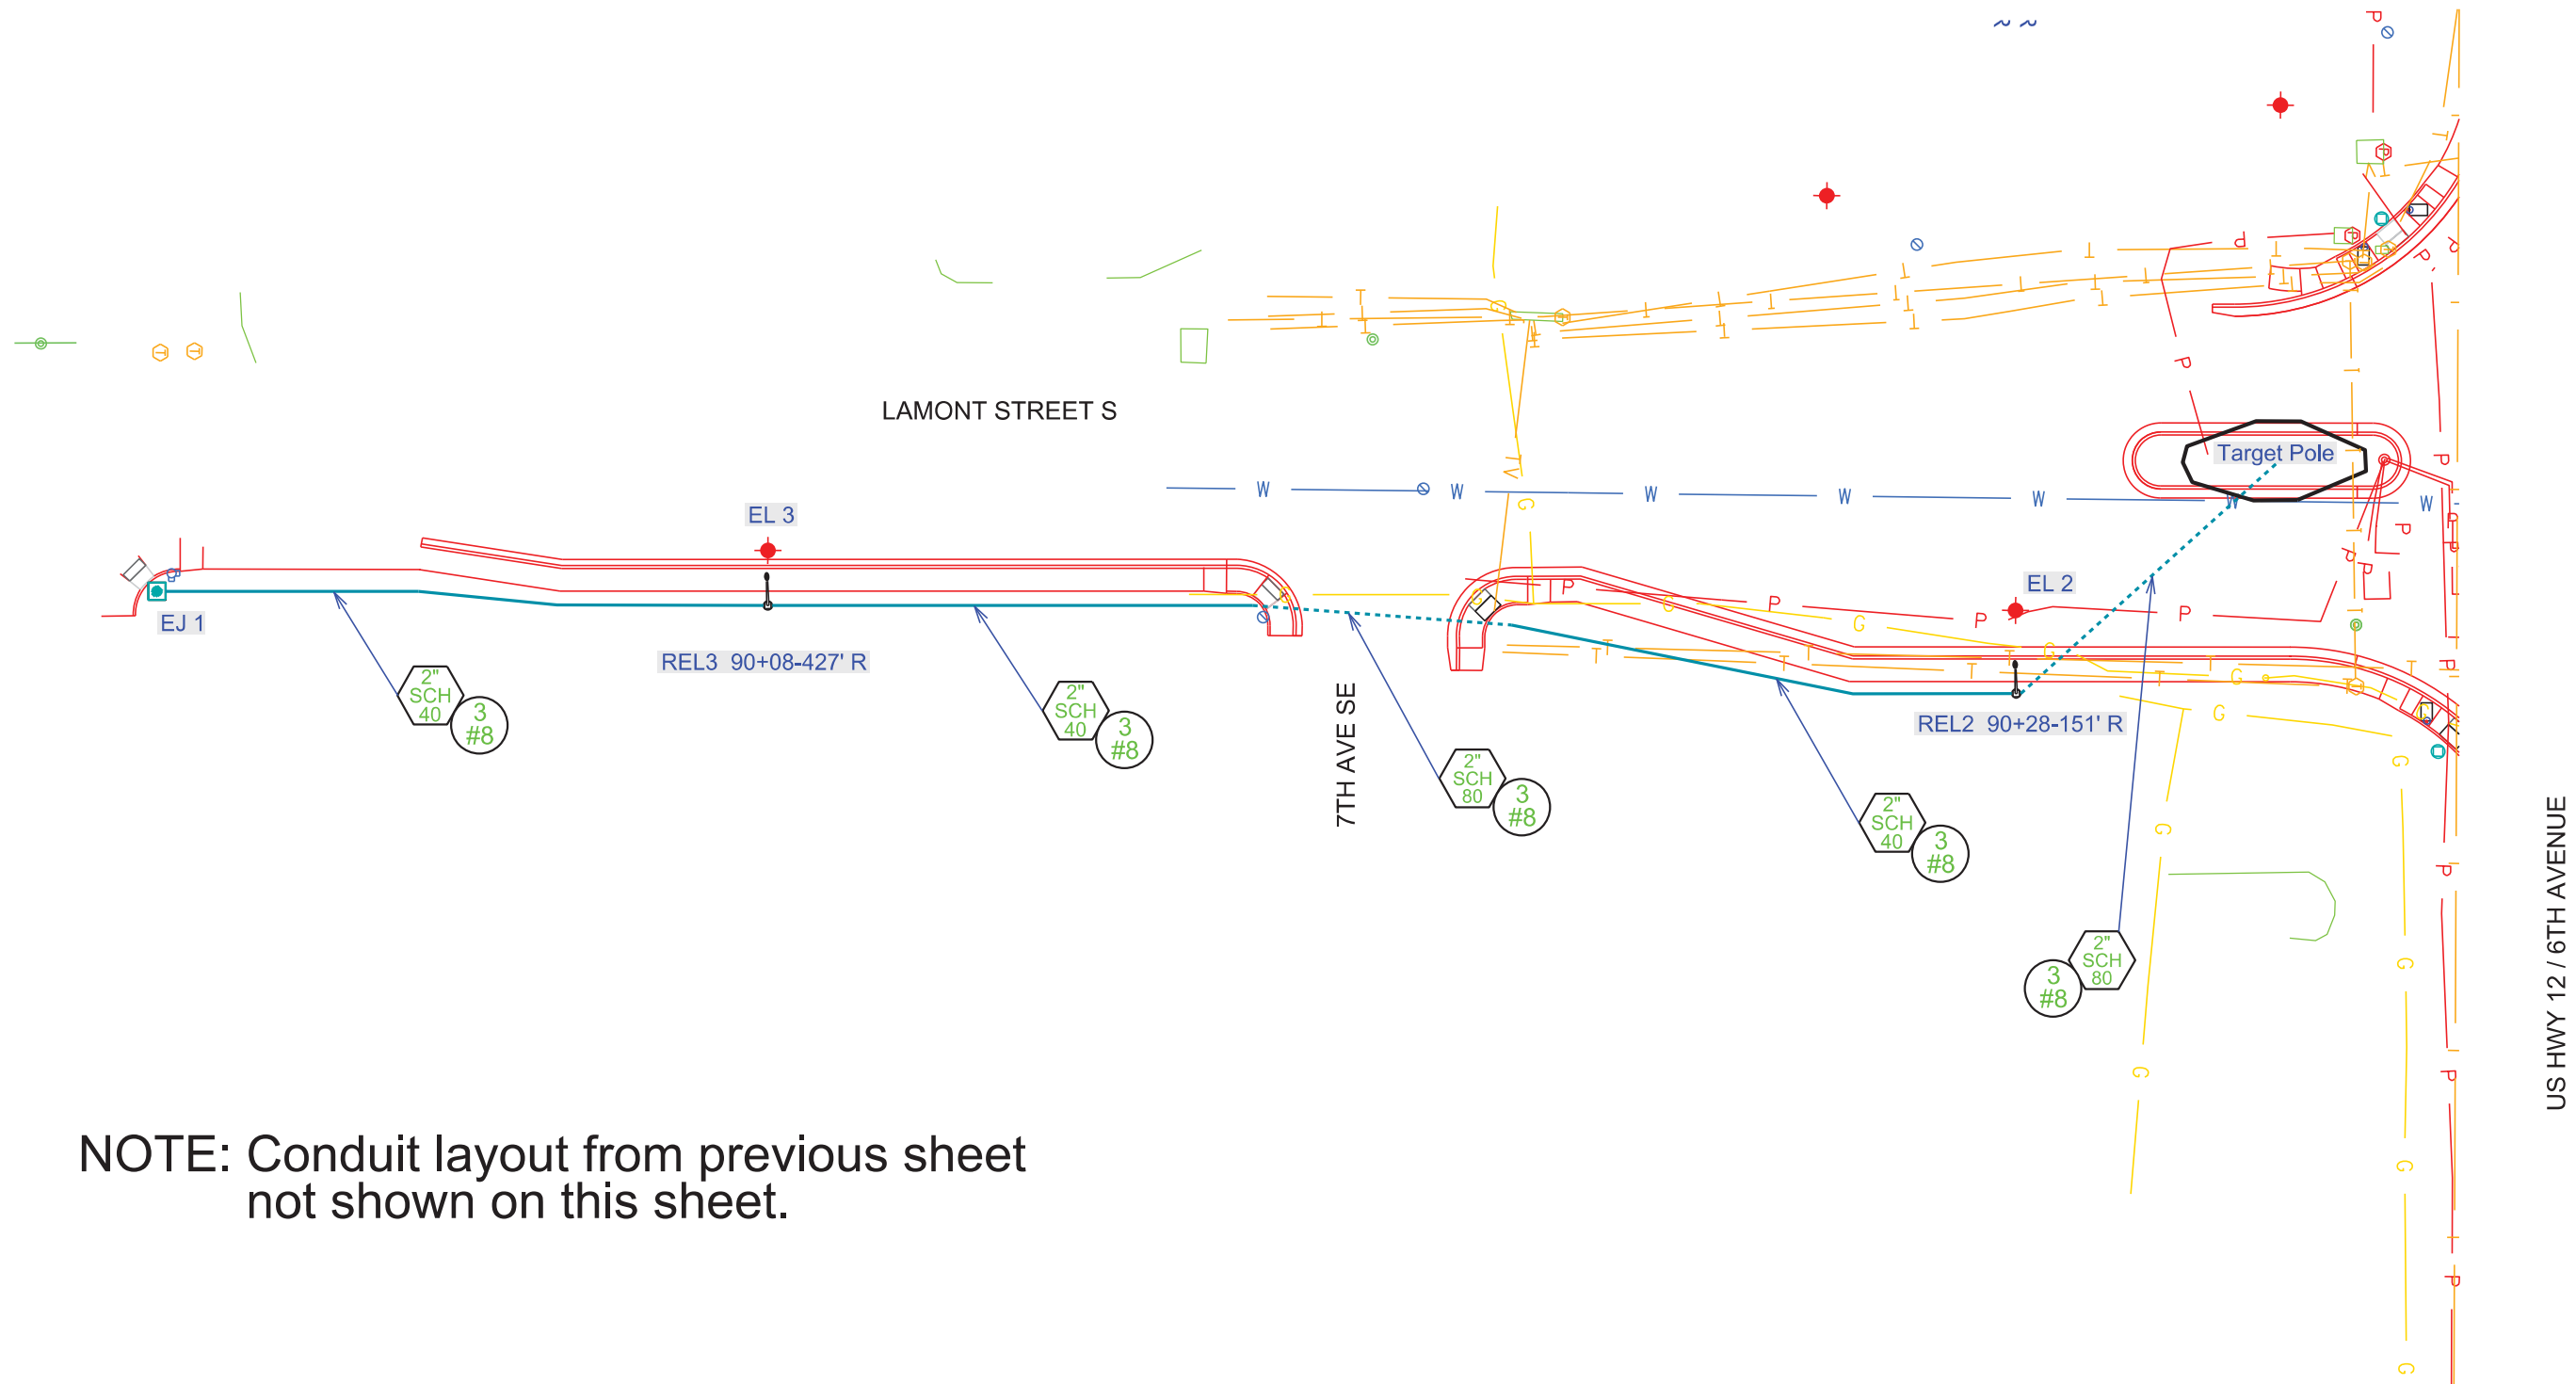 LAMONT STREET S
Target Pole
EL 3
EL 2
EJ 1
REL3 90+08-427' R
REL2 90+28-151' R
2"
SCH
40
3
#8
2"
SCH
40
3
#8
7TH AVE SE
2"
SCH
80
3
#8
2"
SCH
40
3
#8
2"
SCH
80
3
#8
US HWY 12 / 6TH AVENUE
NOTE: Conduit layout from previous sheet
not shown on this sheet.